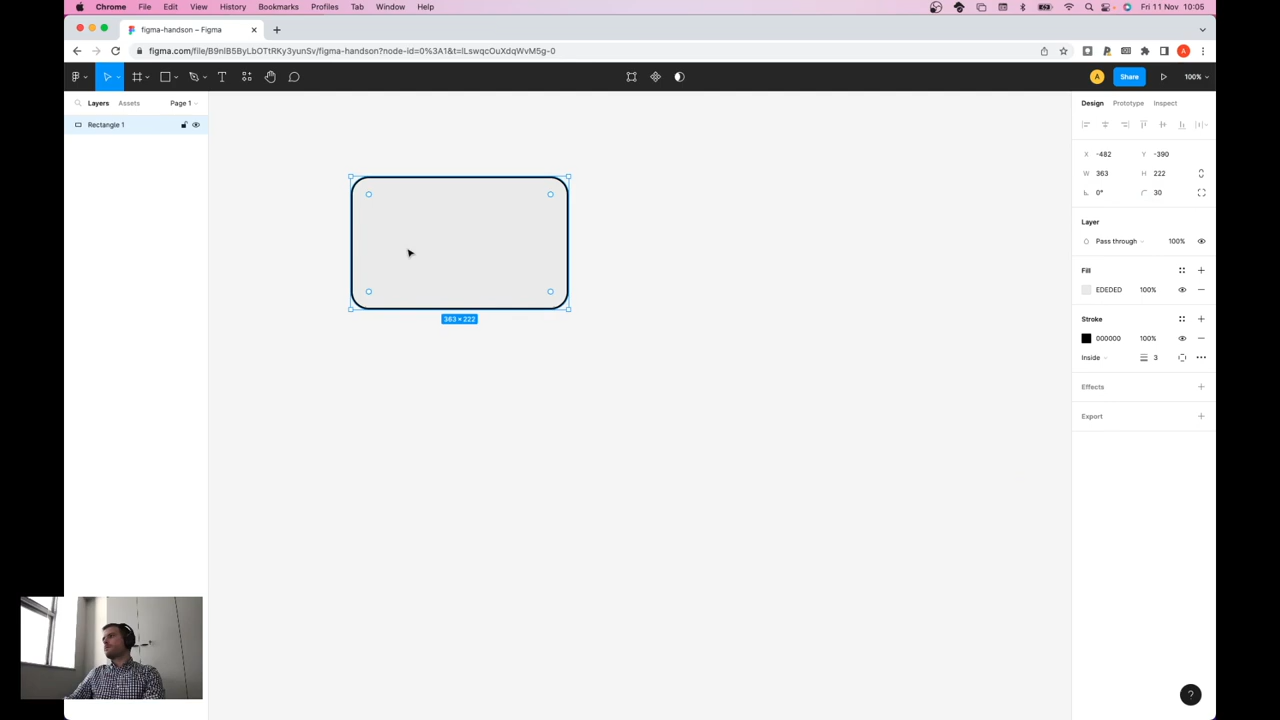 Chrome File Edit View History Bookmarks Profiles Tab Window Help Fri 11 Nov 10:05
figma-handson – Figma
figma.com/file/B9nIB5ByLbOTtRKy3yunSv/figma-handson?node-id=0%3A1&t=lLswqcOuXdqWvM5g-0 A
A Share 100%
Layers Assets Page 1
Rectangle 1
363 × 222
Design Prototype Inspect
X -482 Y -390
W 363 H 222
0° 30
Layer
Pass through 100%
Fill
EDEDED 100%
Stroke
000000 100%
Inside 3
Effects
Export
?